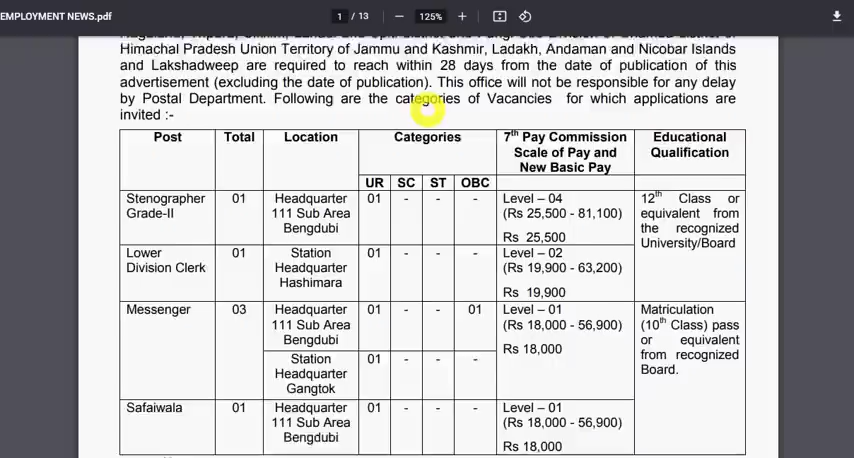 EMPLOYMENT NEWS.pdf
1 / 13
125%
Himachal Pradesh Union Territory of Jammu and Kashmir, Ladakh, Andaman and Nicobar Islands
and Lakshadweep are required to reach within 28 days from the date of publication of this
advertisement (excluding the date of publication). This office will not be responsible for any delay
by Postal Department. Following are the categories of Vacancies for which applications are
invited :-
Post Total Location Categories 7th Pay Commission Educational
Scale of Pay and Qualification
New Basic Pay
UR SC ST OBC
Stenographer 01 Headquarter 01 - - - Level – 04 12th Class or
Grade-II 111 Sub Area (Rs 25,500 - 81,100) equivalent from
Bengdubi Rs 25,500 the recognized
University/Board
Lower 01 Station 01 - - - Level – 02
Division Clerk Headquarter (Rs 19,900 - 63,200)
Hashimara Rs 19,900
Messenger 03 Headquarter 01 - - 01 Level – 01 Matriculation
111 Sub Area (Rs 18,000 - 56,900) (10th Class) pass
Bengdubi Rs 18,000 or equivalent
Station 01 - - - from recognized
Headquarter Board.
Gangtok
Safaiwala 01 Headquarter 01 - - - Level – 01
111 Sub Area (Rs 18,000 - 56,900)
Bengdubi Rs 18,000